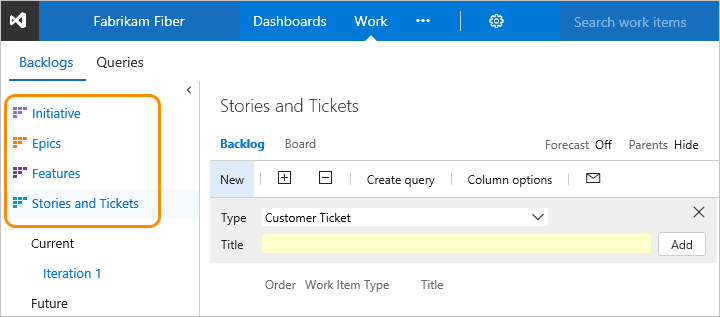 Fabrikam Fiber Dashboards Work ••• Search work items
Backlogs Queries
Initiative
Epics
Features
Stories and Tickets
Current
Iteration 1
Future
Stories and Tickets
Backlog Board Forecast Off Parents Hide
New Create query Column options
Type Customer Ticket
Title Add
Order Work Item Type Title